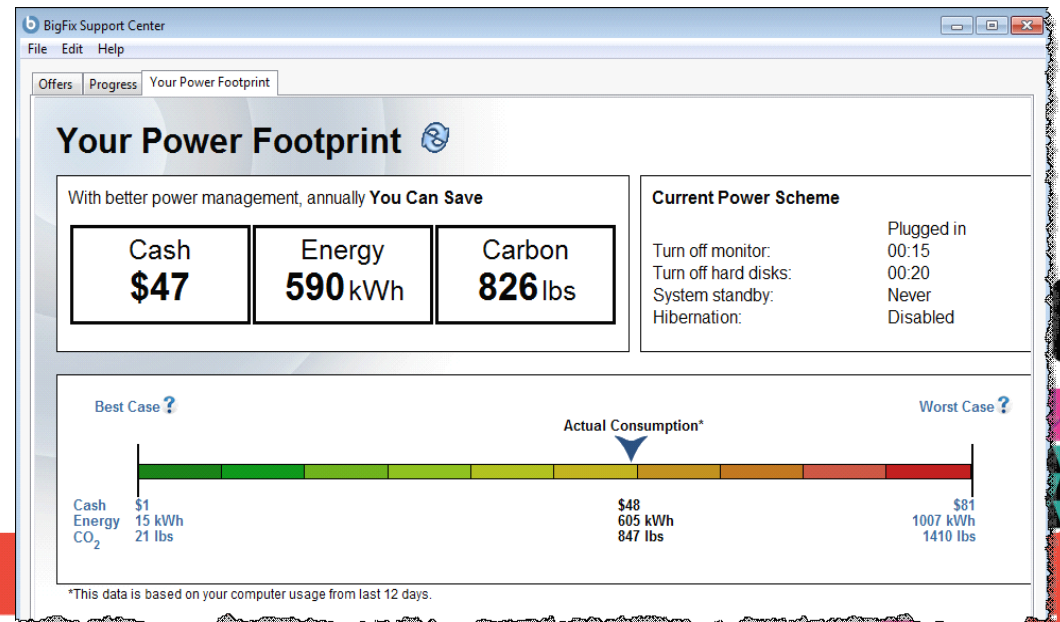 BigFix Support Center
File Edit Help
Offers Progress Your Power Footprint
Your Power Footprint
With better power management, annually You Can Save
Cash
$47
Energy
590 kWh
Carbon
826 lbs
Current Power Scheme
Plugged in
Turn off monitor: 00:15
Turn off hard disks: 00:20
System standby: Never
Hibernation: Disabled
Best Case ? Worst Case ?
Actual Consumption*
Cash $1 $48 $81
Energy 15 kWh 605 kWh 1007 kWh
CO2 21 lbs 847 lbs 1410 lbs
*This data is based on your computer usage from last 12 days.